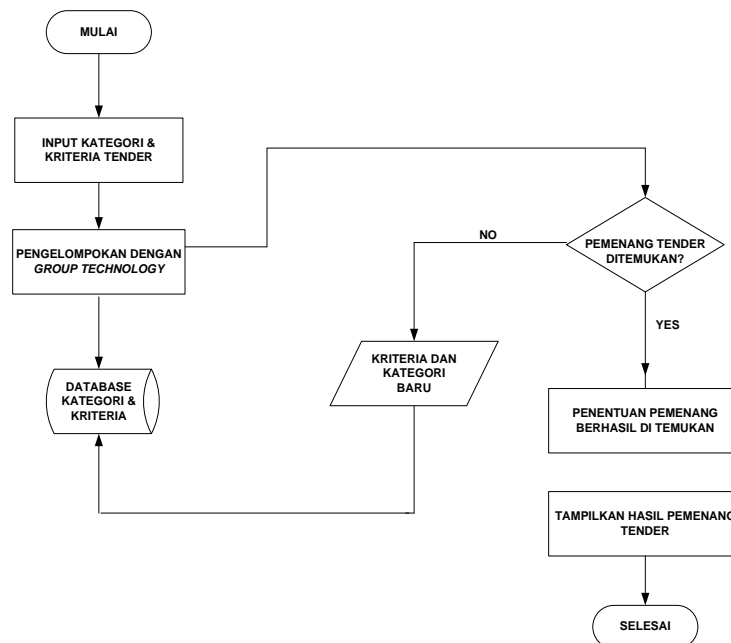 MULAI
INPUT KATEGORI &
KRITERIA TENDER
PENGELOMPOKAN DENGAN
GROUP TECHNOLOGY
DATABASE
KATEGORI &
KRITERIA
NO
KRITERIA DAN
KATEGORI
BARU
PEMENANG TENDER
DITEMUKAN?
YES
PENENTUAN PEMENANG
BERHASIL DI TEMUKAN
TAMPILKAN HASIL PEMENANG
TENDER
SELESAI